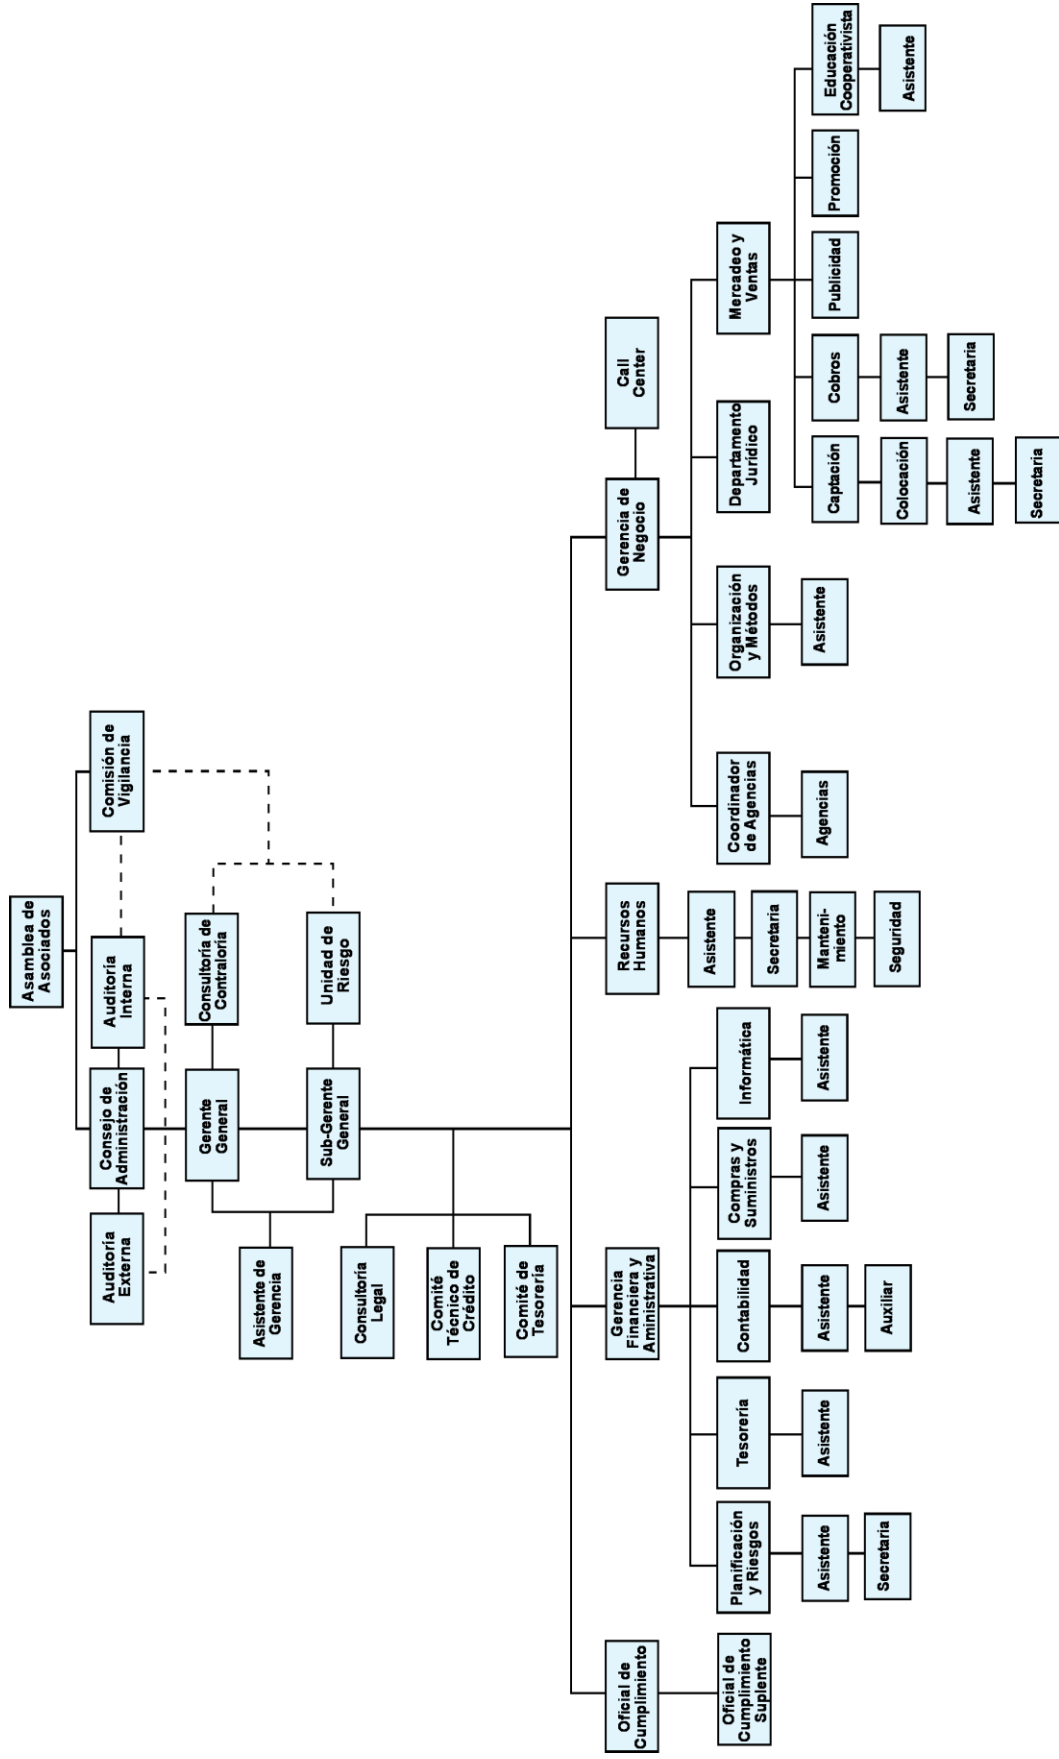 Asamblea de
Asociados
Auditoría
Externa
Consejo de
Administración
Auditoría
Interna
Comisión de
Vigilancia
Gerente
General
Consultoría de
Contraloría
Asistente de
Gerencia
Sub-Gerente
General
Unidad de
Riesgo
Consultoría
Legal
Comité
Técnico de
Crédito
Comité de
Tesorería
Oficial de
Cumplimiento
Gerencia
Financiera y
Aministrativa
Recursos
Humanos
Gerencia de
Negocio
Call
Center
Oficial de
Cumplimiento
Suplente
Planificación
y Riesgos
Tesorería
Contabilidad
Compras y
Suministros
Informática
Asistente
Coordinador
de Agencias
Organización
y Métodos
Departamento
Jurídico
Mercadeo y
Ventas
Asistente
Asistente
Asistente
Asistente
Asistente
Secretaria
Agencias
Asistente
Captación
Cobros
Publicidad
Promoción
Educación
Cooperativista
Secretaria
Auxiliar
Manteni-
miento
Seguridad
Colocación
Asistente
Asistente
Asistente
Secretaria
Secretaria